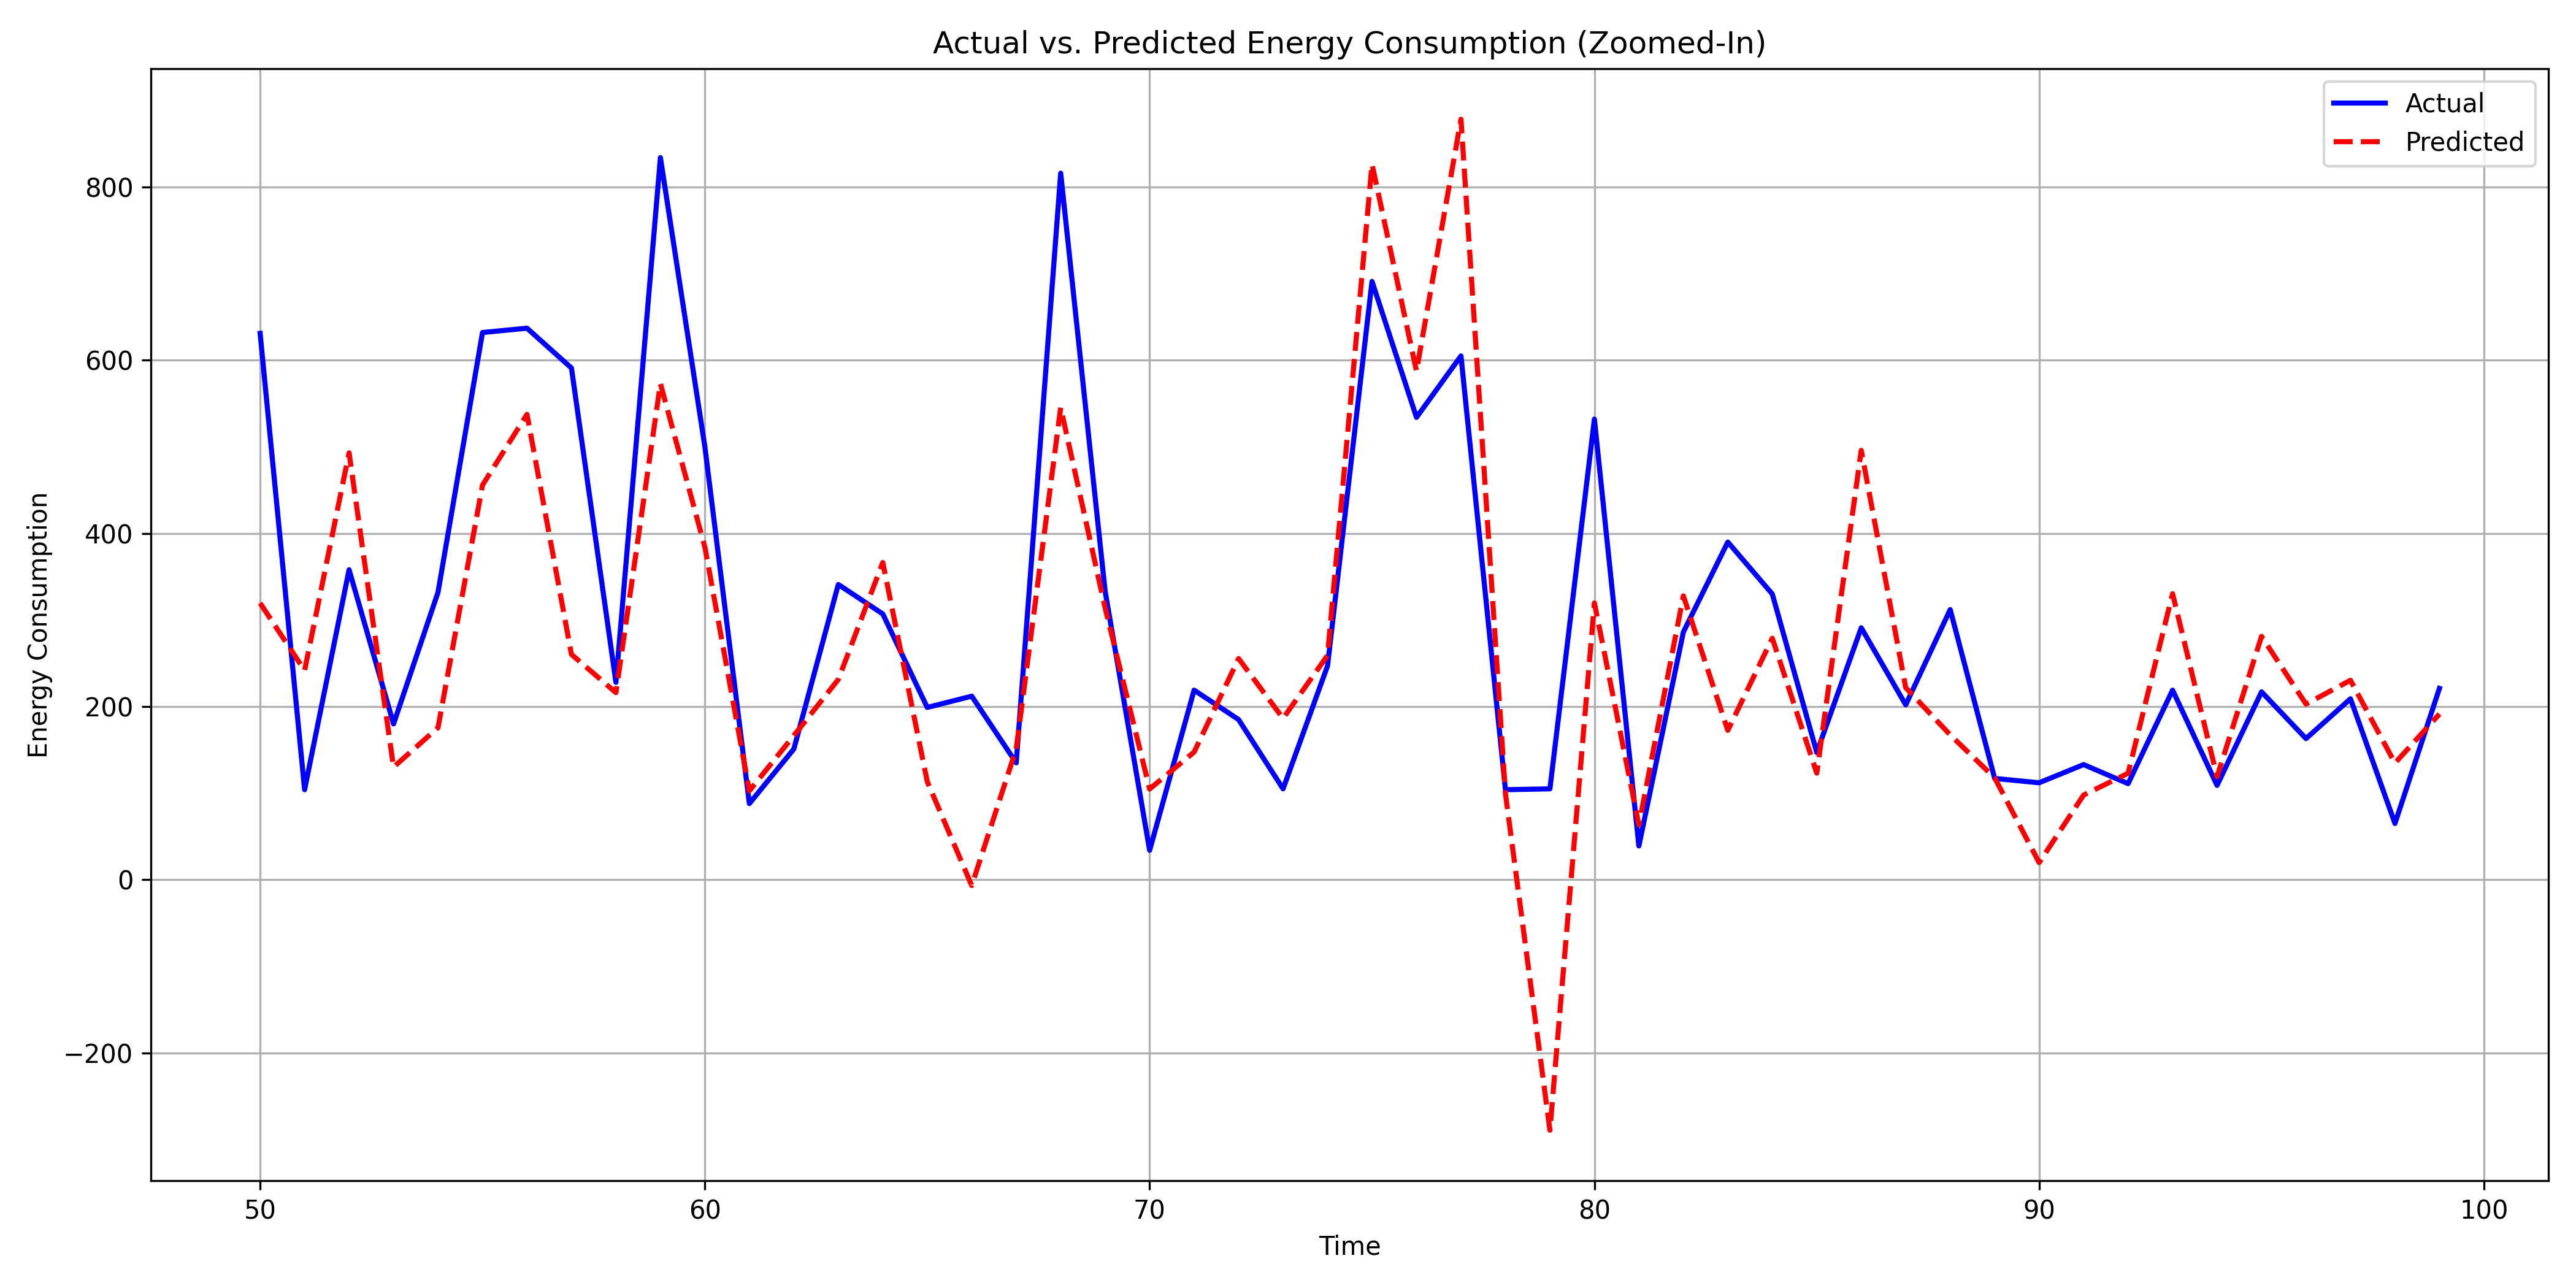 Actual vs. Predicted Energy Consumption (Zoomed-In)
Actual
Predicted
Energy Consumption
800
600
400
200
0
−200
50
60
70
80
90
100
Time